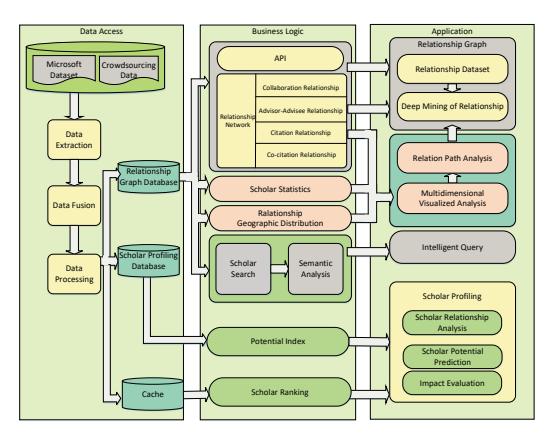 Data Access
Microsoft
Dataset
Crowdsourcing
Data
Data
Extraction
Data Fusion
Data
Processing
Relationship
Graph Database
Scholar Profiling
Database
Cache
Business Logic
API
Relationship
Network
Collaboration Relationship
Advisor-Advisee Relationship
Citation Relationship
Co-citation Relationship
Scholar Statistics
Ralationship
Geographic Distribution
Scholar
Search
Semantic
Analysis
Potential Index
Scholar Ranking
Application
Relationship Graph
Relationship Dataset
Deep Mining of Relationship
Relation Path Analysis
Multidimensional
Visualized Analysis
Intelligent Query
Scholar Profiling
Scholar Relationship
Analysis
Scholar Potential
Prediction
Impact Evaluation